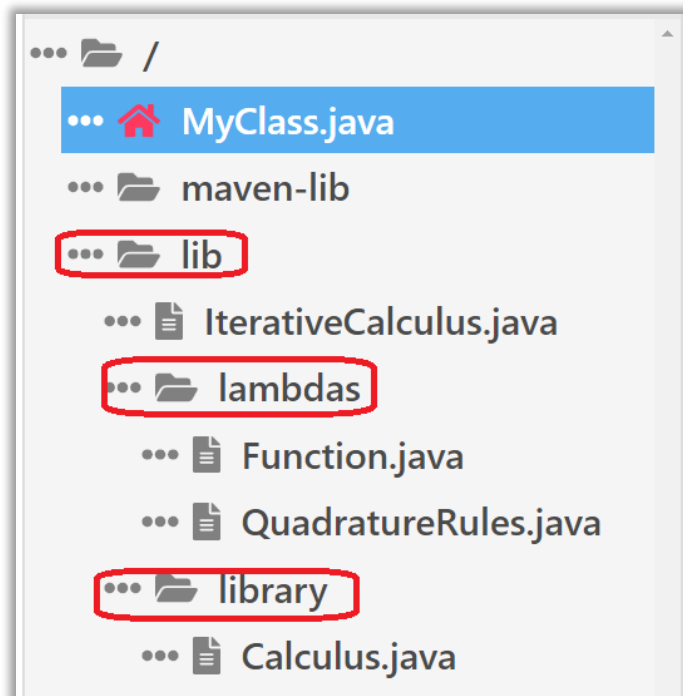 /
MyClass.java
maven-lib
lib
IterativeCalculus.java
lambdas
Function.java
QuadratureRules.java
library
Calculus.java